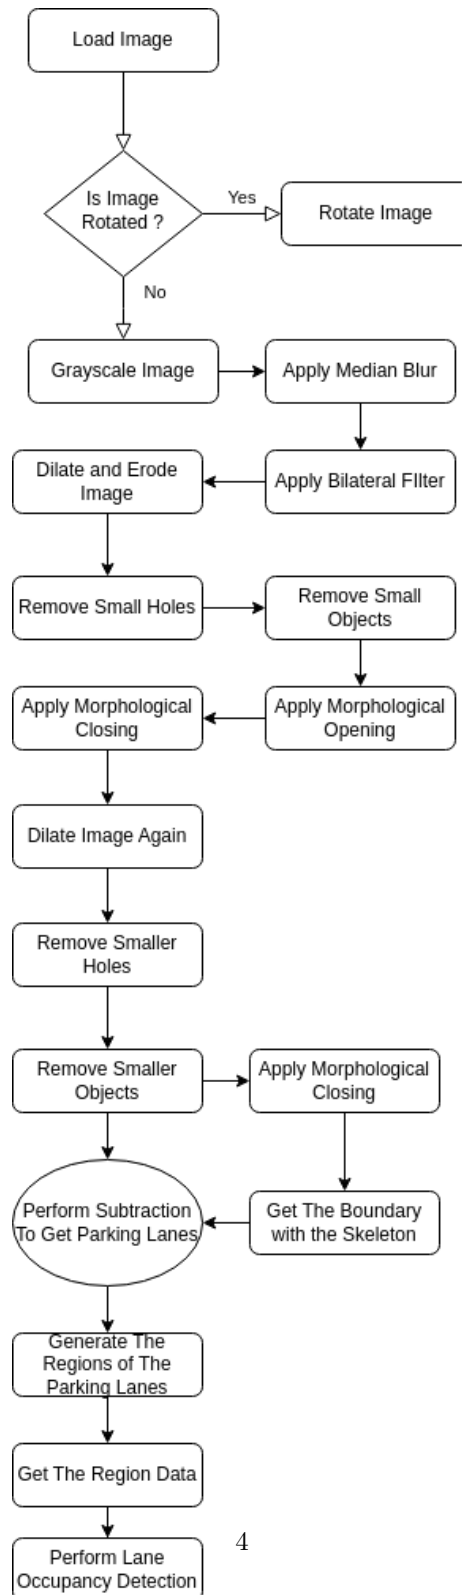 Load Image
Is Image
Rotated ?
Yes
Rotate Image
No
Grayscale Image
Apply Median Blur
Dilate and Erode
Image
Apply Bilateral FIlter
Remove Small Holes
Remove Small
Objects
Apply Morphological
Closing
Apply Morphological
Opening
Dilate Image Again
Remove Smaller
Holes
Remove Smaller
Objects
Apply Morphological
Closing
Perform Subtraction
To Get Parking Lanes
Get The Boundary
with the Skeleton
Generate The
Regions of The
Parking Lanes
Get The Region Data
4
Perform Lane
Occupancy Detection